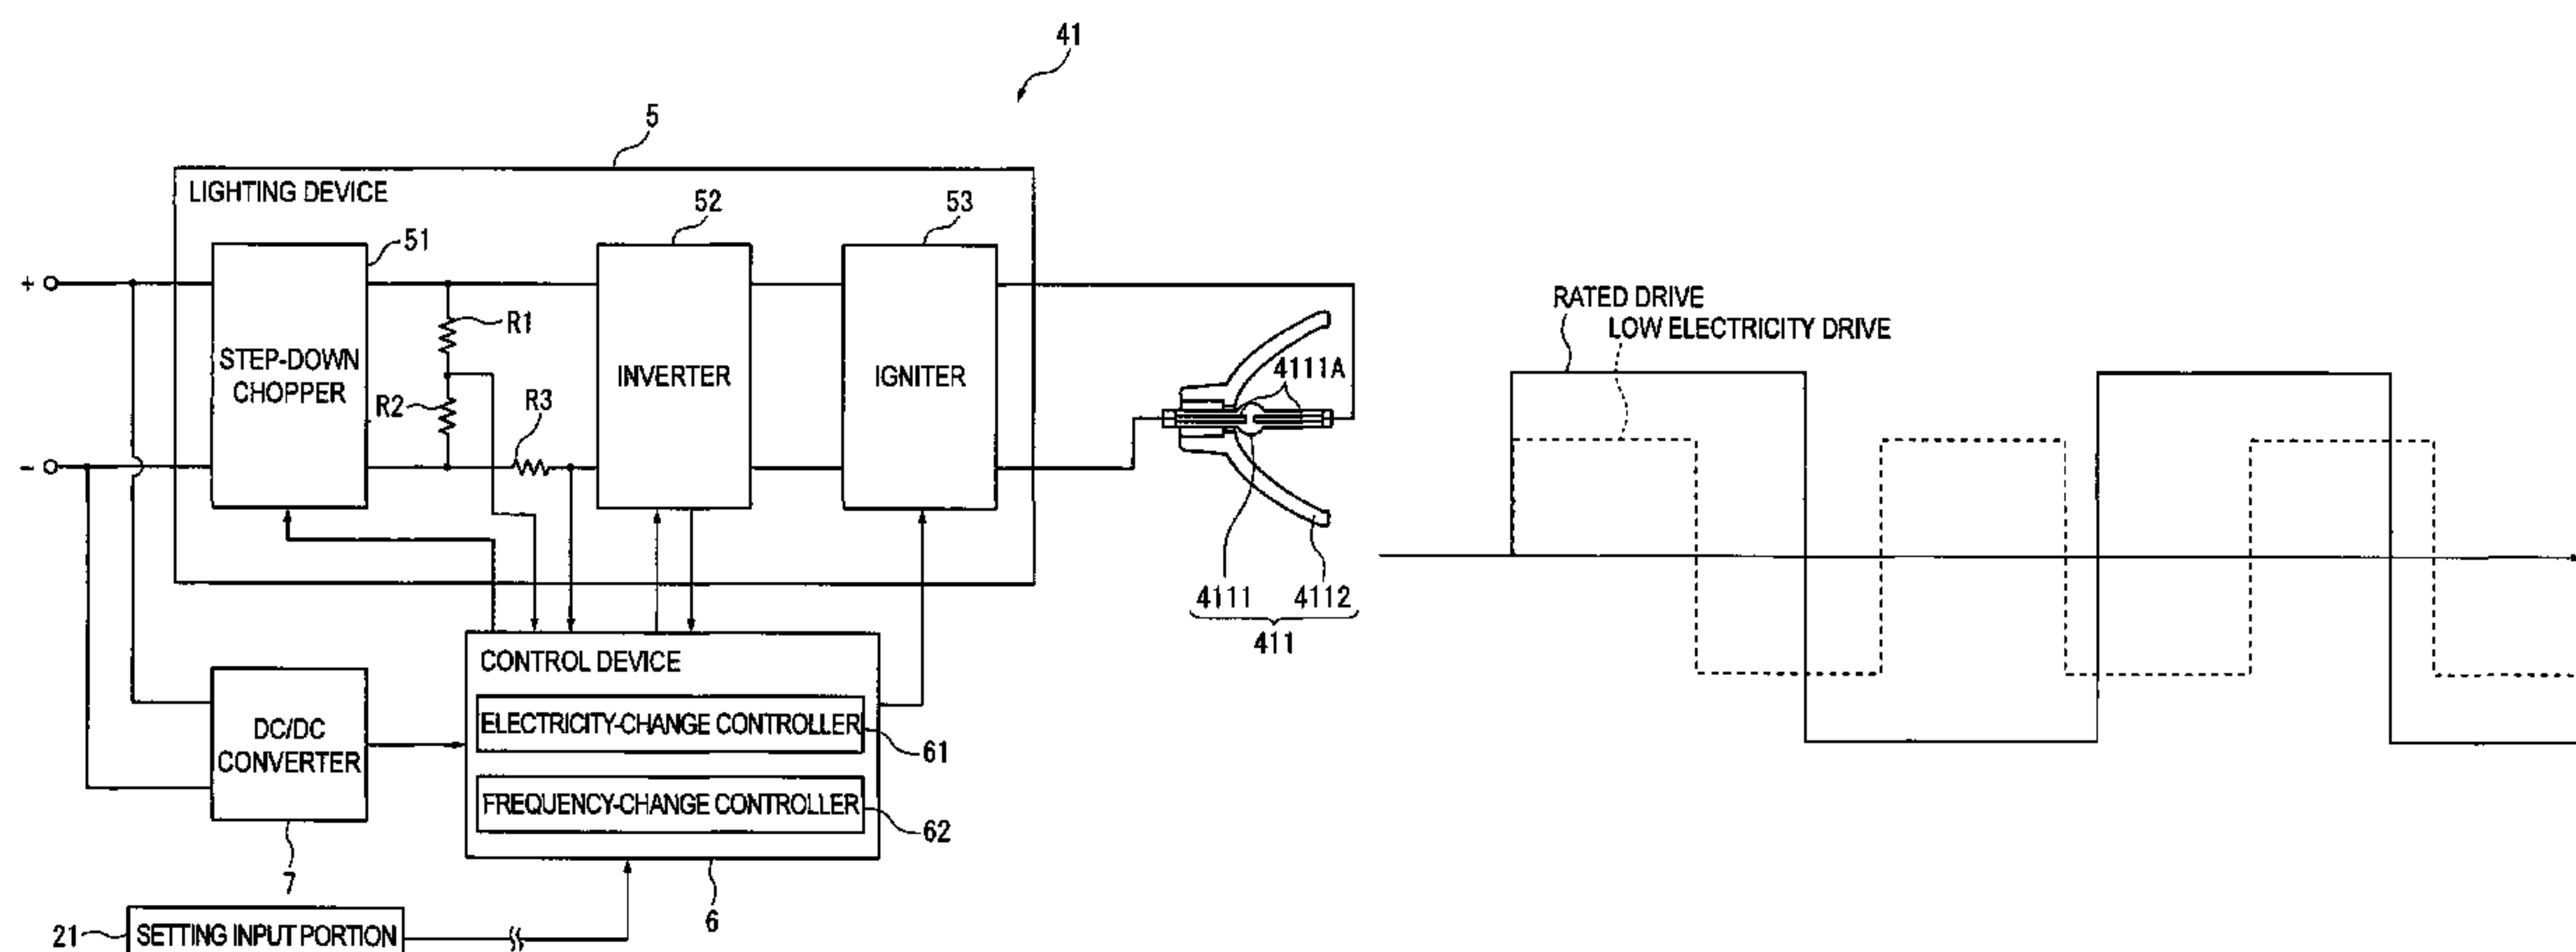 41
5
LIGHTING DEVICE
51
52
53
+
R1
STEP-DOWN
CHOPPER
INVERTER
IGNITER
R2
R3
-
4111A
4111 4112
411
CONTROL DEVICE
ELECTRICITY-CHANGE CONTROLLER
61
FREQUENCY-CHANGE CONTROLLER
62
DC/DC
CONVERTER
7
6
21 SETTING INPUT PORTION
RATED DRIVE
LOW ELECTRICITY DRIVE